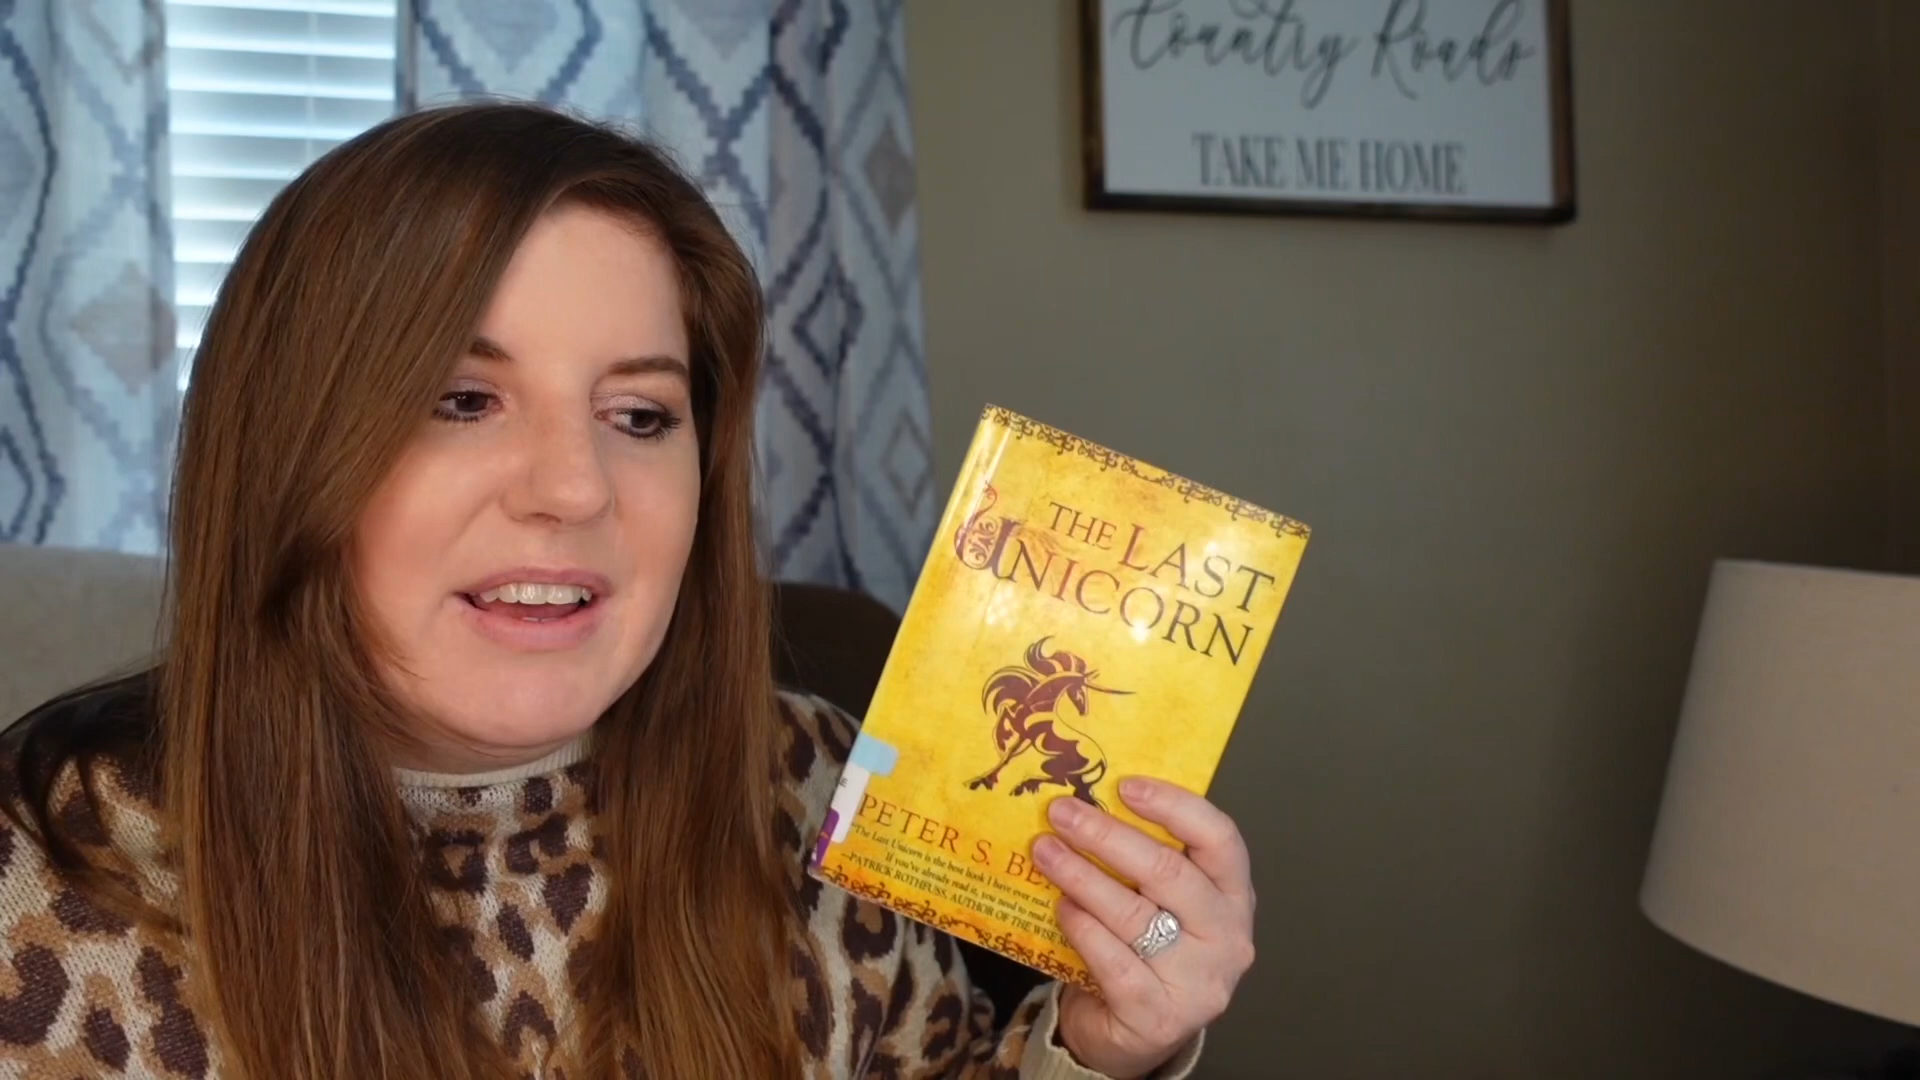 Country Roads
TAKE ME HOME
THE LAST
UNICORN
PETER S. BE
"The Last Unicorn is the best book I have ever read.
If you've already read it, you need to read it
—PATRICK ROTHFUSS, AUTHOR OF THE WISE M